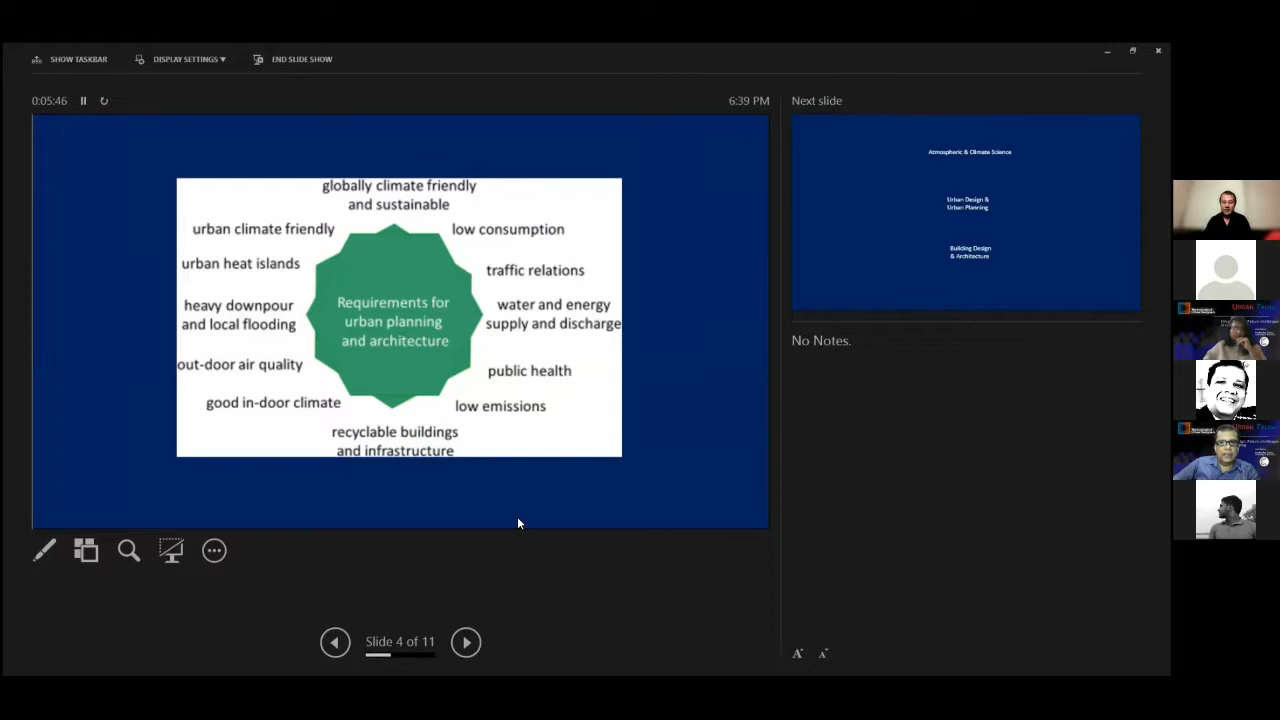 SHOW TASKBAR
DISPLAY SETTINGS ▾
END SLIDE SHOW
0:05:46
6:39 PM
globally climate friendly
and sustainable
urban climate friendly
low consumption
urban heat islands
traffic relations
heavy downpour
and local flooding
Requirements for
urban planning
and architecture
water and energy
supply and discharge
out-door air quality
public health
good in-door climate
low emissions
recyclable buildings
and infrastructure
Slide 4 of 11
Next slide
Atmospheric & Climate Science
Urban Design &
Urban Planning
Building Design
& Architecture
No Notes.
A
A